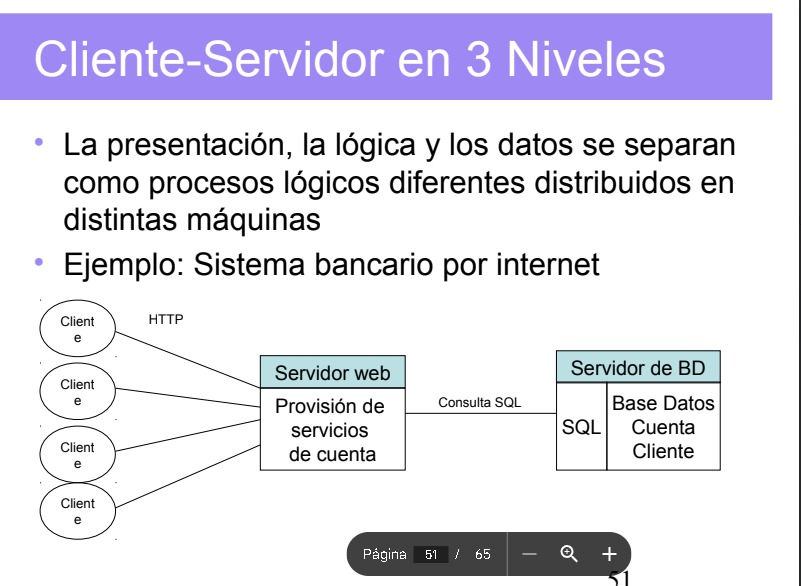 Cliente-Servidor en 3 Niveles
• La presentación, la lógica y los datos se separan
como procesos lógicos diferentes distribuidos en
distintas máquinas
• Ejemplo: Sistema bancario por internet
Client
e
HTTP
Client
e
Client
e
Client
e
Servidor web
Provisión de
servicios
de cuenta
Consulta SQL
Servidor de BD
SQL
Base Datos
Cuenta
Cliente
Página 51 / 65
51